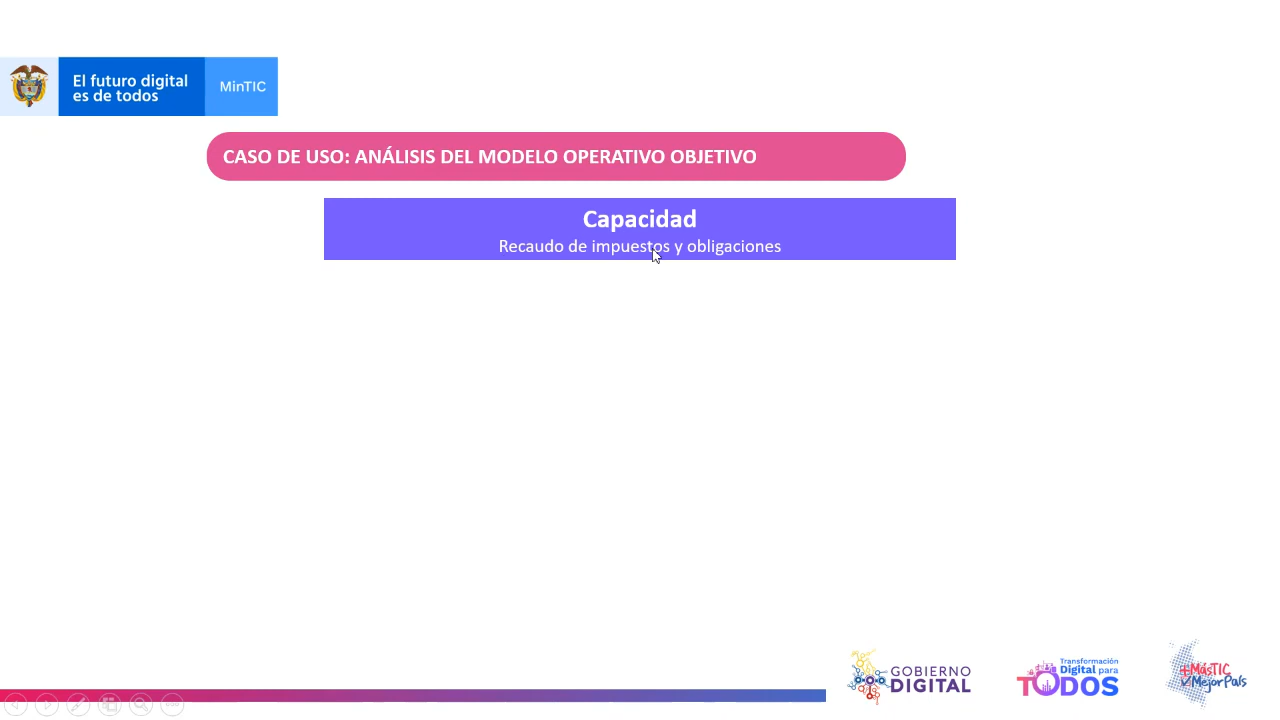 El futuro digital
es de todos
MinTIC
CASO DE USO: ANÁLISIS DEL MODELO OPERATIVO OBJETIVO
Capacidad
Recaudo de impuestos y obligaciones
GOBIERNO
DIGITAL
Transformación
Digital para
TODOS
+MásTIC
MejorPaís